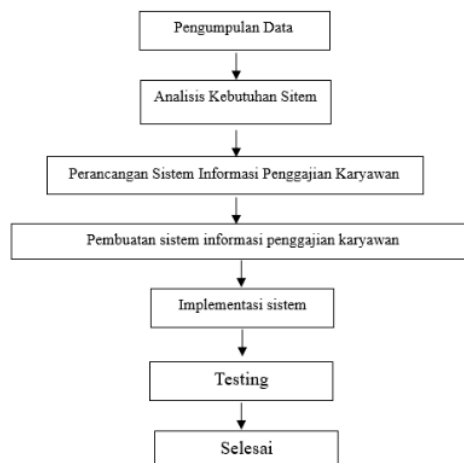 Pengumpulan Data
Analisis Kebutuhan Sitem
Perancangan Sistem Informasi Penggajian Karyawan
Pembuatan sistem informasi penggajian karyawan
Implementasi sistem
Testing
Selesai